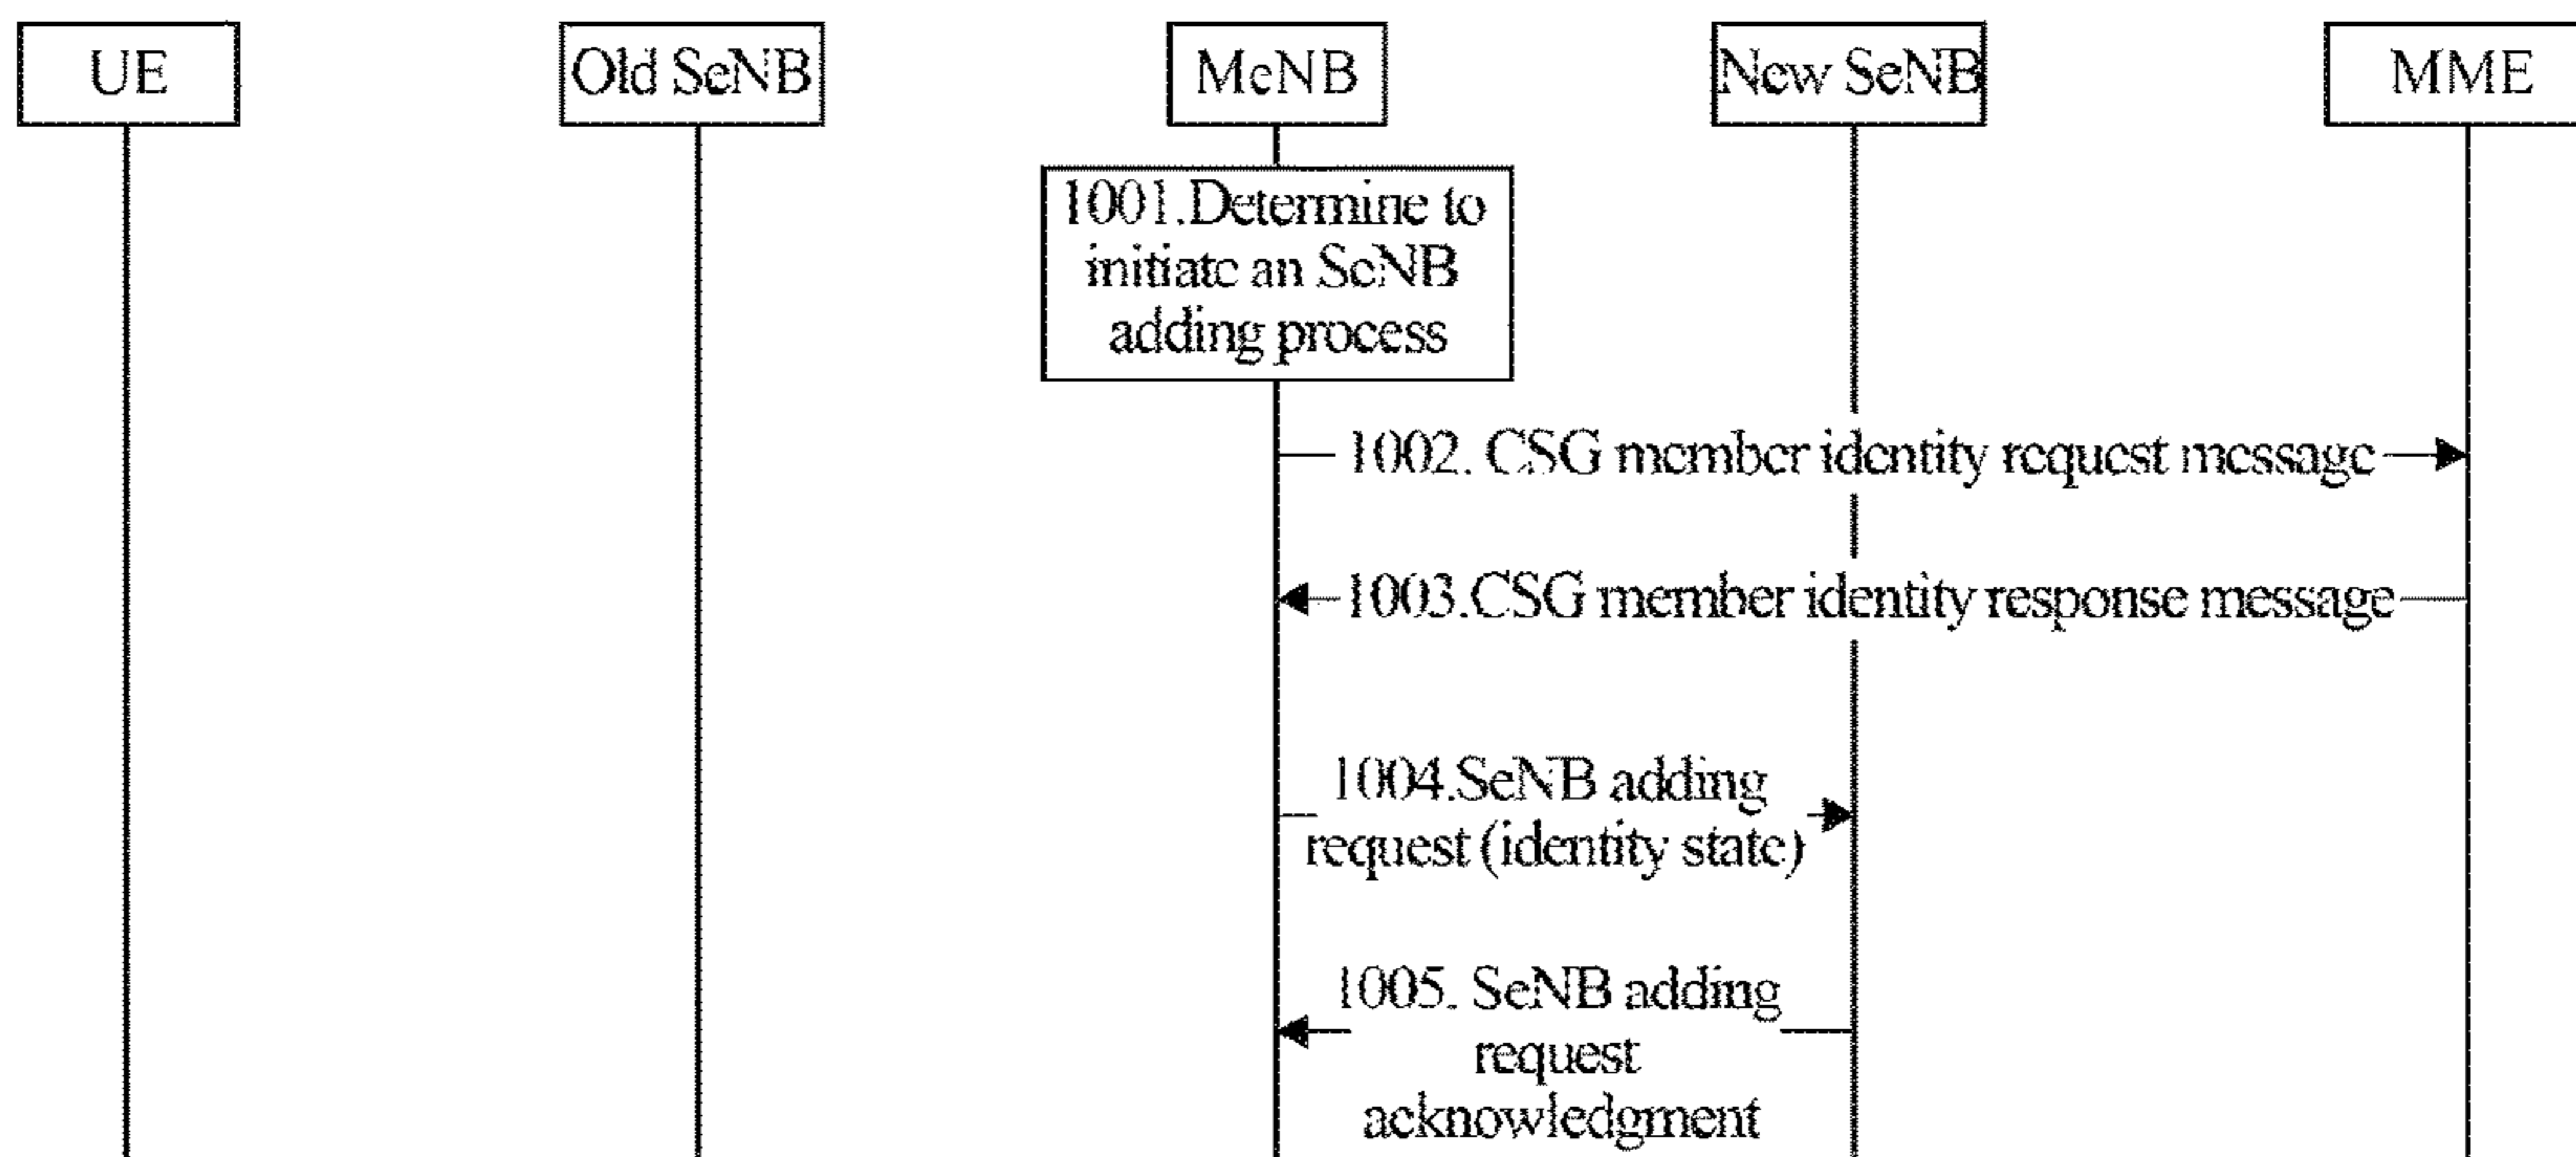 UE
Old SeNB
MeNB
New SeNB
MME
1001.Determine to
initiate an SeNB
adding process
1002. CSG member identity request message
1003.CSG member identity response message
1004.SeNB adding
request (identity state)
1005. SeNB adding
request
acknowledgment